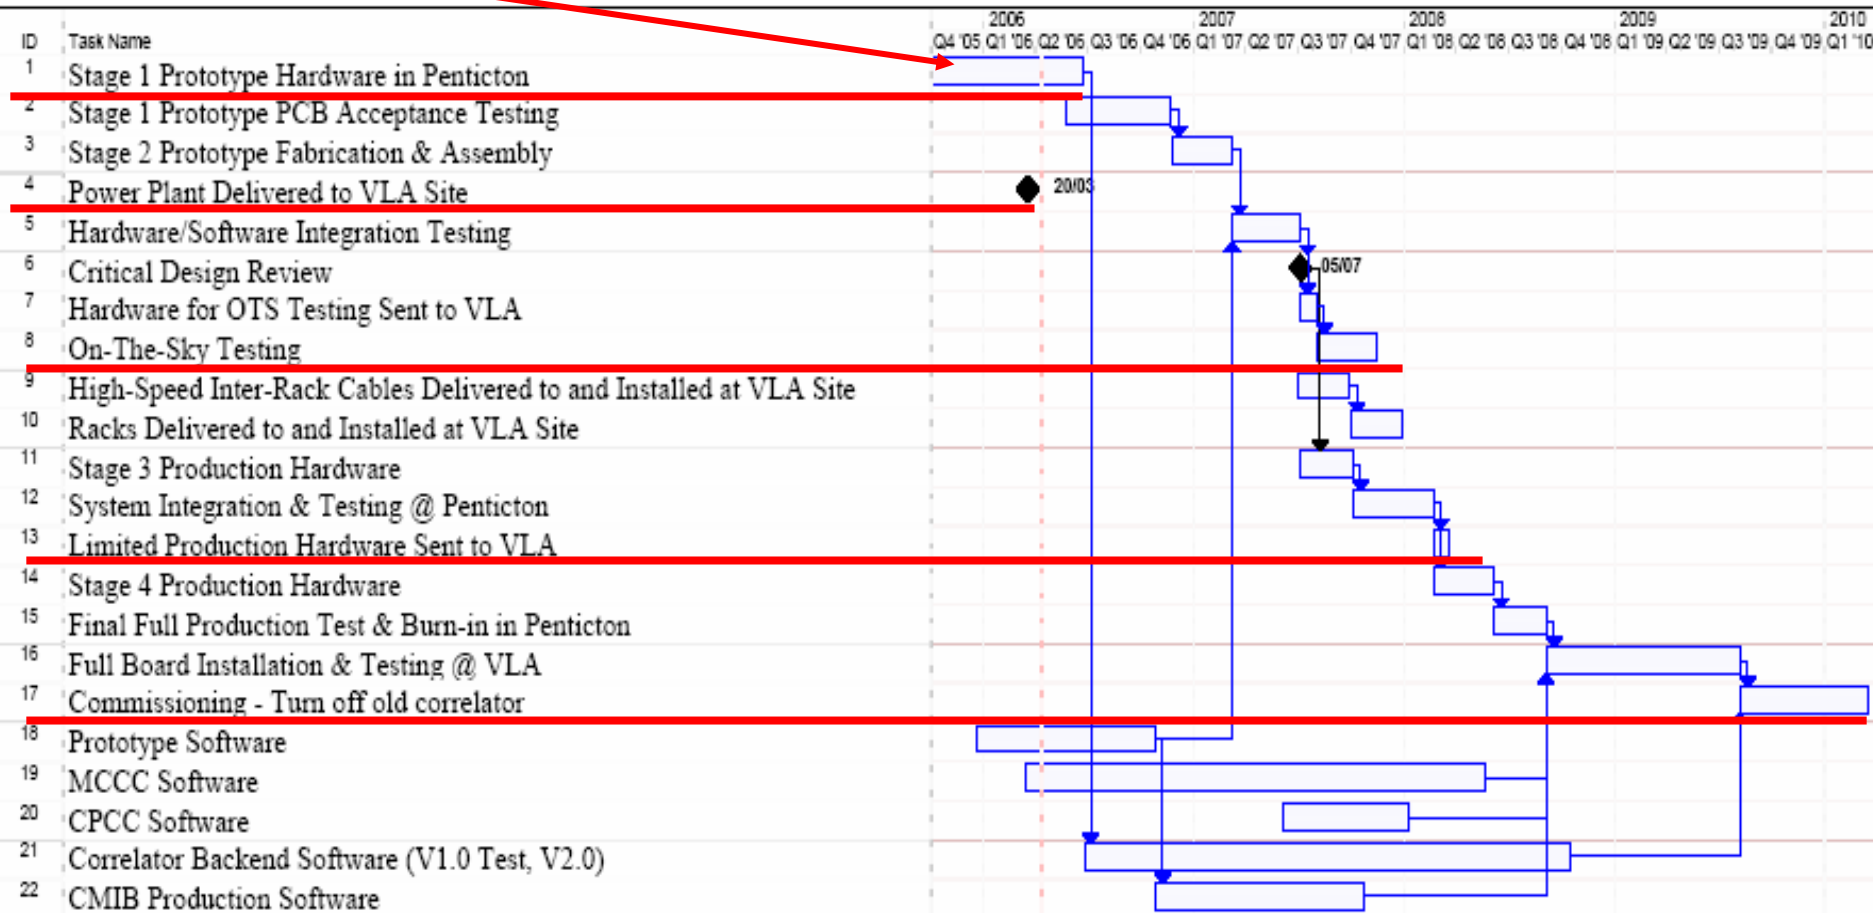 2006 2007 2008 2009 2010
ID Task Name Q4 '05 Q1 '06 Q2 '06 Q3 '06 Q4 '06 Q1 '07 Q2 '07 Q3 '07 Q4 '07 Q1 '08 Q2 '08 Q3 '08 Q4 '08 Q1 '09 Q2 '09 Q3 '09 Q4 '09 Q1 '10
1 Stage 1 Prototype Hardware in Penticton
2 Stage 1 Prototype PCB Acceptance Testing
3 Stage 2 Prototype Fabrication & Assembly
4 Power Plant Delivered to VLA Site 20/03
5 Hardware/Software Integration Testing
6 Critical Design Review 05/07
7 Hardware for OTS Testing Sent to VLA
8 On-The-Sky Testing
9 High-Speed Inter-Rack Cables Delivered to and Installed at VLA Site
10 Racks Delivered to and Installed at VLA Site
11 Stage 3 Production Hardware
12 System Integration & Testing @ Penticton
13 Limited Production Hardware Sent to VLA
14 Stage 4 Production Hardware
15 Final Full Production Test & Burn-in in Penticton
16 Full Board Installation & Testing @ VLA
17 Commissioning - Turn off old correlator
18 Prototype Software
19 MCCC Software
20 CPCC Software
21 Correlator Backend Software (V1.0 Test, V2.0)
22 CMIB Production Software